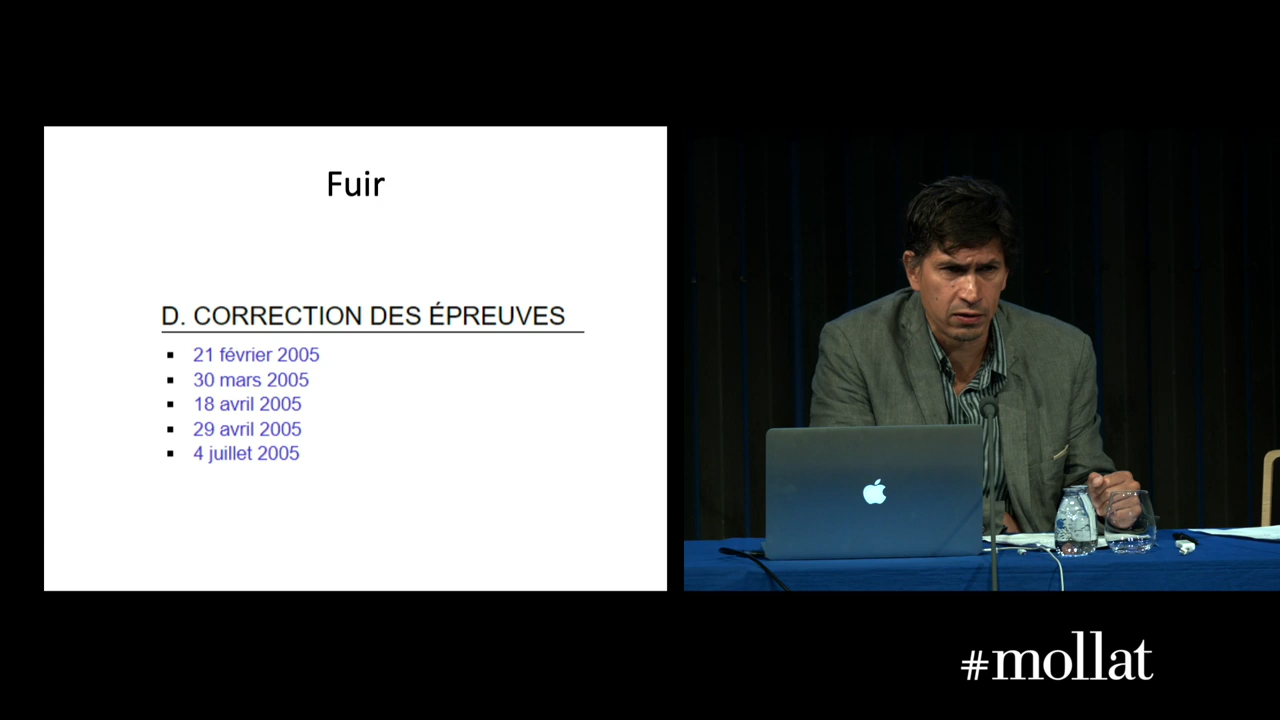 Fuir
D. CORRECTION DES ÉPREUVES
▪ 21 février 2005
▪ 30 mars 2005
▪ 18 avril 2005
▪ 29 avril 2005
▪ 4 juillet 2005
#mollat